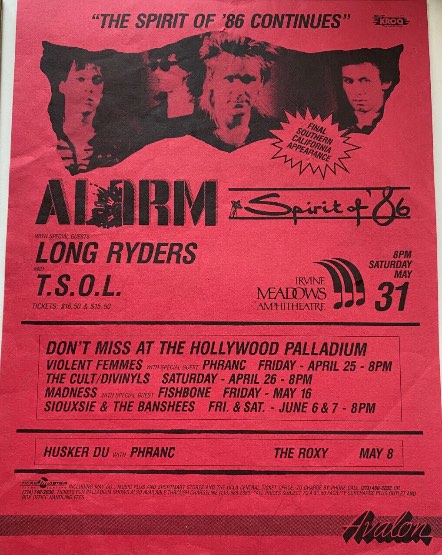 "THE SPIRIT OF '86 CONTINUES"
KROQ
FINAL
SOUTHERN
CALIFORNIA
APPEARANCE
ALARM
Spirit of '86
WITH SPECIAL GUESTS
LONG RYDERS
AND
T.S.O.L.
TICKETS: $16.50 & $15.50
IRVINE
MEADOWS
AMPHITHEATRE
8PM
SATURDAY
MAY
31
DON'T MISS AT THE HOLLYWOOD PALLADIUM
VIOLENT FEMMES WITH SPECIAL GUEST PHRANC FRIDAY - APRIL 25 - 8PM
THE CULT/DIVINYLS SATURDAY - APRIL 26 - 8PM
MADNESS WITH SPECIAL GUEST FISHBONE FRIDAY - MAY 16
SIOUXSIE & THE BANSHEES FRI. & SAT. - JUNE 6 & 7 - 8PM
HUSKER DU WITH PHRANC THE ROXY MAY 8
Avalon